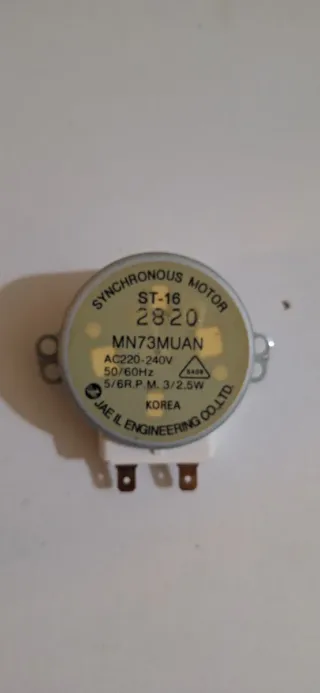 SYNCHRONOUS MOTOR
ST-16
2820
MN73MUAN
AC220-240V
50/60Hz
5/6R.P.M. 3/2.5W
KOREA
JAE IL ENGINEERING CO.,LTD.